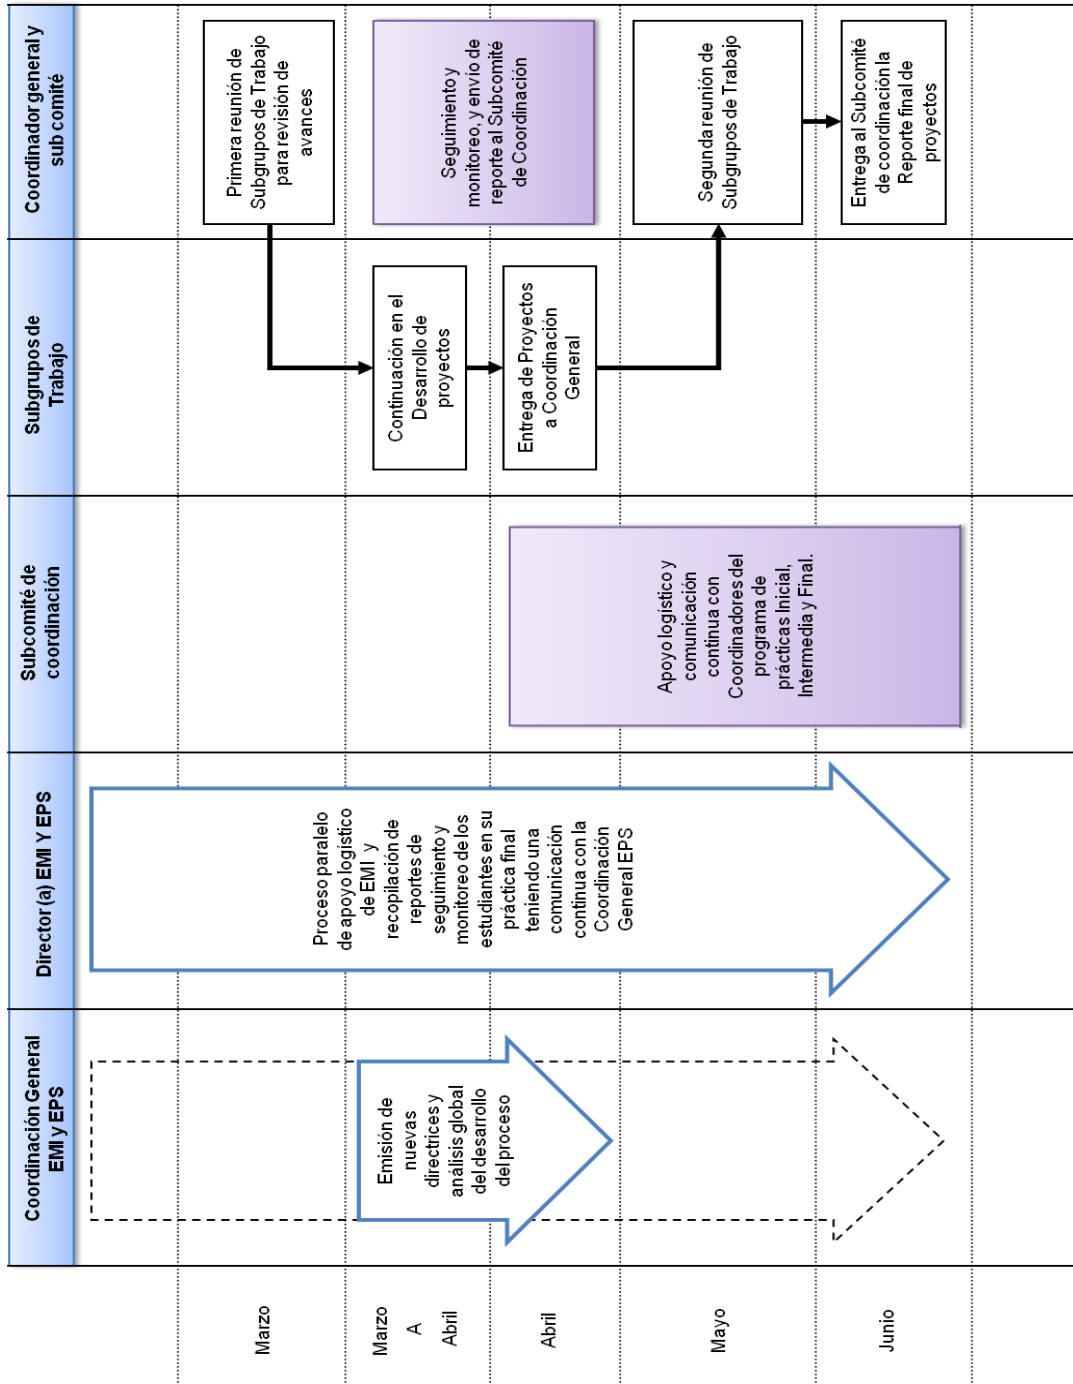 Coordinación General
EMI y EPS
Director (a) EMI Y EPS
Subcomité de
coordinación
Subgrupos de
Trabajo
Coordinador general y
sub comité
Marzo
Primera reunión de
Subgrupos de Trabajo
para revisión de
avances
Marzo
A
Abril
Emisión de
nuevas
directrices y
análisis global
del desarrollo
del proceso
Proceso paralelo
de apoyo logístico
de EMI y
recopilación de
reportes de
seguimiento y
monitoreo de los
estudiantes en su
práctica final
teniendo una
comunicación
continua con la
Coordinación
General EPS
Continuación en el
Desarrollo de
proyectos
Seguimiento y
monitoreo, y envío de
reporte al Subcomité
de Coordinación
Abril
Entrega de Proyectos
a Coordinación
General
Mayo
Apoyo logístico y
comunicación
continua con
Coordinadores del
programa de
prácticas Inicial,
Intermedia y Final.
Segunda reunión de
Subgrupos de Trabajo
Junio
Entrega al Subcomité
de coordinación la
Reporte final de
proyectos